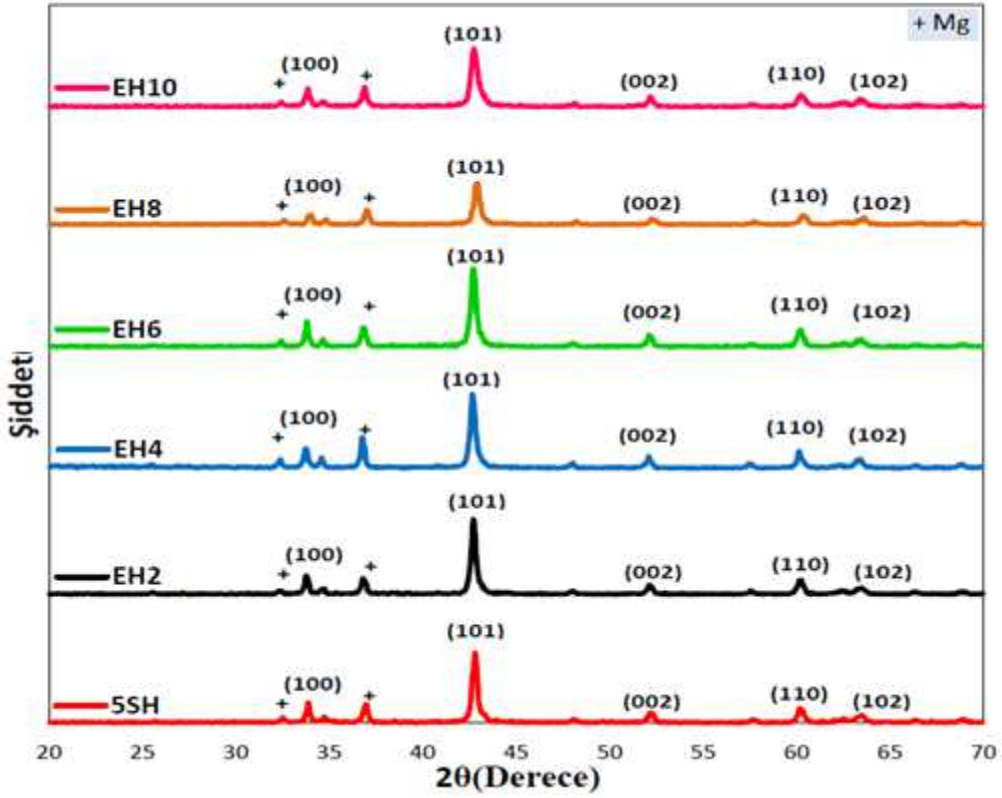 + Mg
(101)
+ (100) +
EH10
(002) (110) (102)
(101)
+ (100) +
EH8
(002) (110) (102)
(101)
+ (100) +
EH6
(002) (110) (102)
(101)
+ (100) +
EH4
(002) (110) (102)
(101)
+ (100) +
EH2
(002) (110) (102)
(101)
+ (100) +
5SH
(002) (110) (102)
Şiddeti
20 25 30 35 40 45 50 55 60 65 70
2θ(Derece)